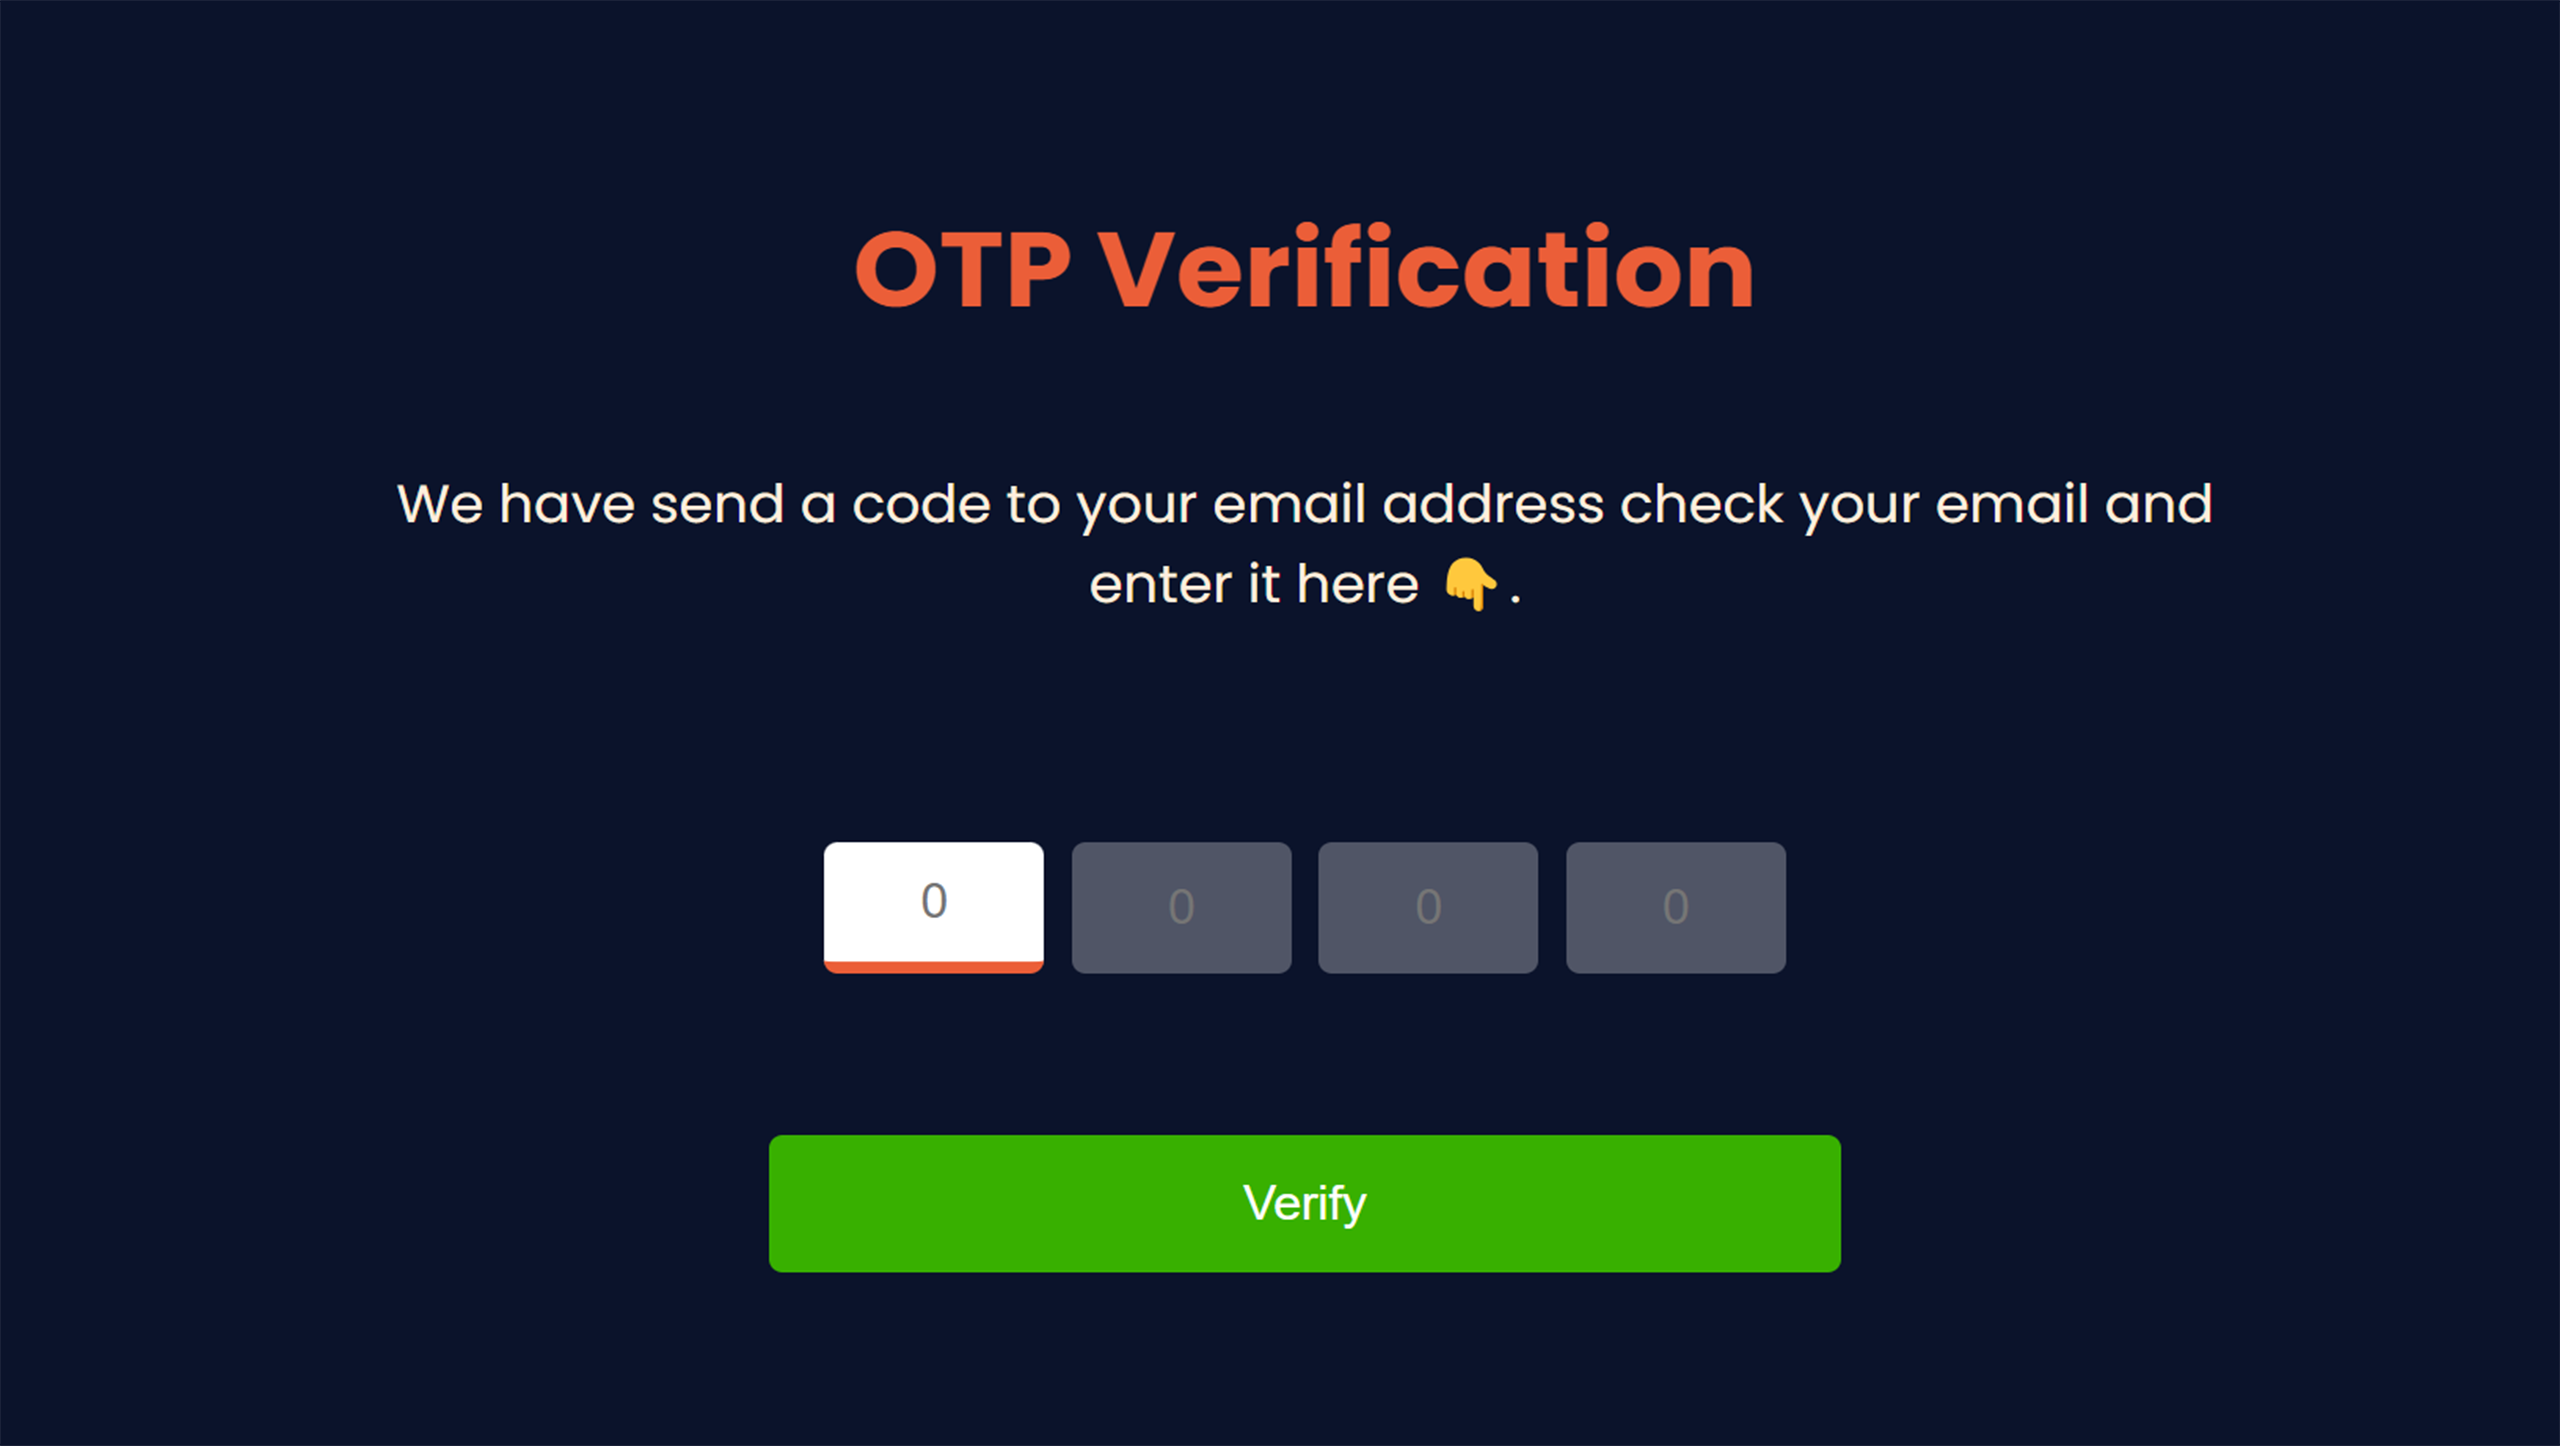 OTP Verification
We have send a code to your email address check your email and
enter it here 👇 .
0 0 0 0
Verify